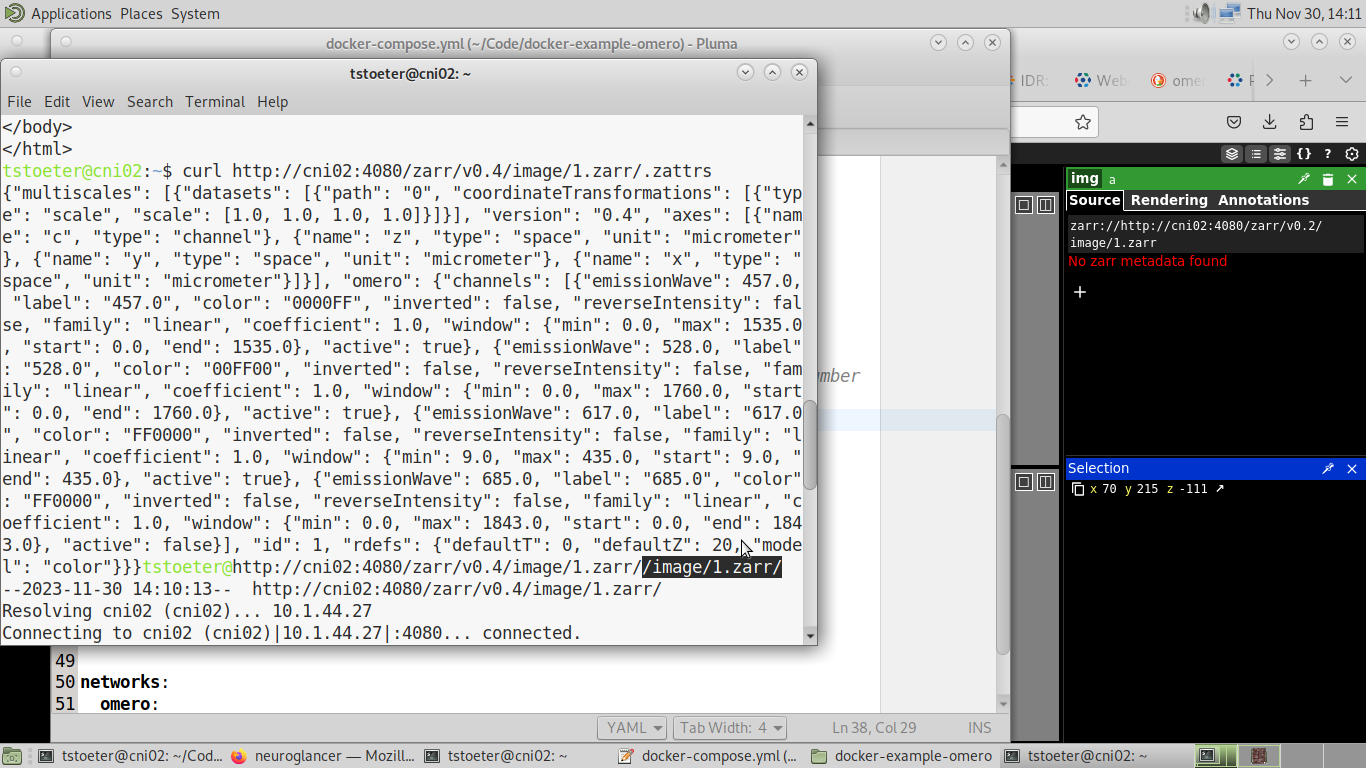 Applications Places System
Thu Nov 30, 14:11
docker-compose.yml (~/Code/docker-example-omero) - Pluma
tstoeter@cni02: ~
File Edit View Search Terminal Help
</body>
</html>
tstoeter@cni02:~$ curl http://cni02:4080/zarr/v0.4/image/1.zarr/.zattrs
{"multiscales": [{"datasets": [{"path": "0", "coordinateTransformations": [{"typ
e": "scale", "scale": [1.0, 1.0, 1.0, 1.0]}]}], "version": "0.4", "axes": [{"nam
e": "c", "type": "channel"}, {"name": "z", "type": "space", "unit": "micrometer"
}, {"name": "y", "type": "space", "unit": "micrometer"}, {"name": "x", "type": "
space", "unit": "micrometer"}]}], "omero": {"channels": [{"emissionWave": 457.0,
"label": "457.0", "color": "0000FF", "inverted": false, "reverseIntensity": fal
se, "family": "linear", "coefficient": 1.0, "window": {"min": 0.0, "max": 1535.0
, "start": 0.0, "end": 1535.0}, "active": true}, {"emissionWave": 528.0, "label"
: "528.0", "color": "00FF00", "inverted": false, "reverseIntensity": false, "fam
ily": "linear", "coefficient": 1.0, "window": {"min": 0.0, "max": 1760.0, "start
": 0.0, "end": 1760.0}, "active": true}, {"emissionWave": 617.0, "label": "617.0
", "color": "FF0000", "inverted": false, "reverseIntensity": false, "family": "l
inear", "coefficient": 1.0, "window": {"min": 9.0, "max": 435.0, "start": 9.0, "
end": 435.0}, "active": true}, {"emissionWave": 685.0, "label": "685.0", "color"
: "FF0000", "inverted": false, "reverseIntensity": false, "family": "linear", "c
oefficient": 1.0, "window": {"min": 0.0, "max": 1843.0, "start": 0.0, "end": 184
3.0}, "active": false}], "id": 1, "rdefs": {"defaultT": 0, "defaultZ": 20, "mode
l": "color"}}}tstoeter@http://cni02:4080/zarr/v0.4/image/1.zarr//image/1.zarr/
--2023-11-30 14:10:13--  http://cni02:4080/zarr/v0.4/image/1.zarr/
Resolving cni02 (cni02)... 10.1.44.27
Connecting to cni02 (cni02)|10.1.44.27|:4080... connected.
49
50 networks:
51 omero:
YAML Tab Width: 4 Ln 38, Col 29 INS
IDR: Web ome
{} ?
img a
Source Rendering Annotations
zarr://http://cni02:4080/zarr/v0.2/
image/1.zarr
No zarr metadata found
+
Selection
x 70 y 215 z -111
tstoeter@cni02: ~/Cod... neuroglancer — Mozill... tstoeter@cni02: ~ docker-compose.yml (~... docker-example-omero tstoeter@cni02: ~